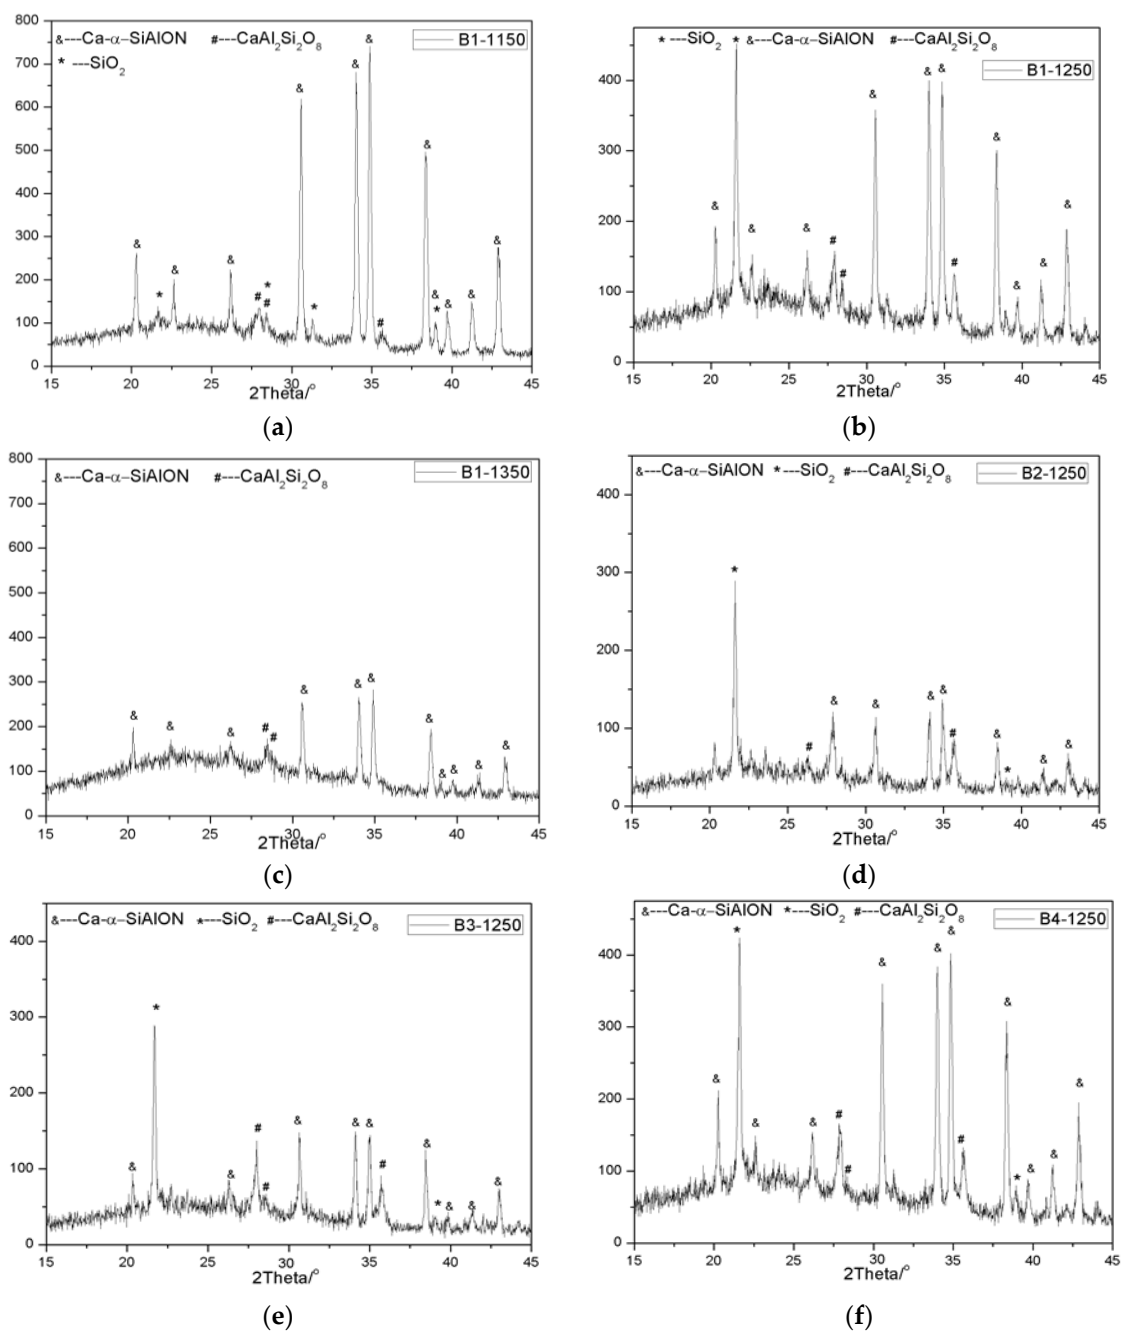 &---Ca-α-SiAlON #---CaAl2Si2O8 B1-1150
* ---SiO2
800
700
600
500
400
300
200
100
0
15 20 25 30 35 40 45
2Theta/°
(a)
*---SiO2 * &---Ca-α-SiAlON #---CaAl2Si2O8
B1-1250
400
300
200
100
0
15 20 25 30 35 40 45
2Theta/°
(b)
&---Ca-α-SiAlON #---CaAl2Si2O8 B1-1350
800
700
600
500
400
300
200
100
0
15 20 25 30 35 40 45
2Theta/°
(c)
&---Ca-α-SiAlON *---SiO2 #---CaAl2Si2O8 B2-1250
400
300
200
100
0
15 20 25 30 35 40 45
2Theta/°
(d)
&---Ca-α-SiAlON *---SiO2 #---CaAl2Si2O8 B3-1250
400
300
200
100
0
15 20 25 30 35 40 45
2Theta/°
(e)
&---Ca-α-SiAlON *---SiO2 #---CaAl2Si2O8 B4-1250
400
300
200
100
0
15 20 25 30 35 40 45
2Theta/°
(f)